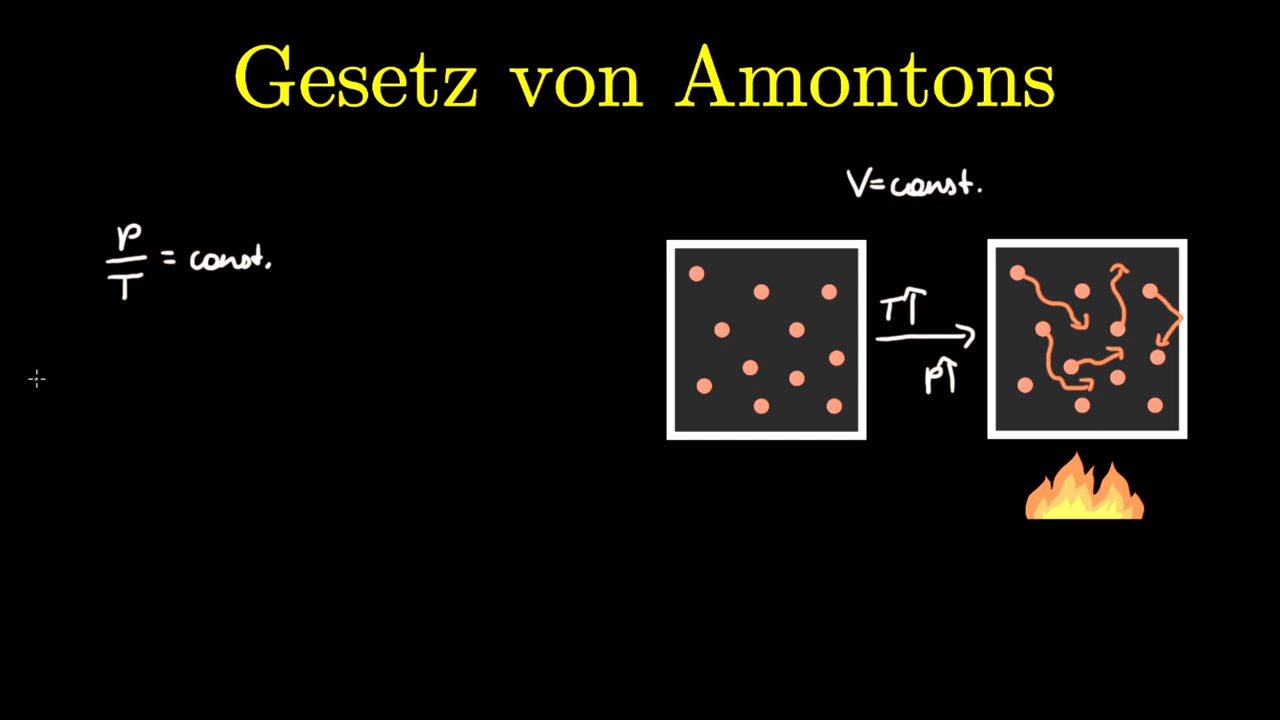 Gesetz von Amontons
V=const.
p/T = const.
T↑
p↑